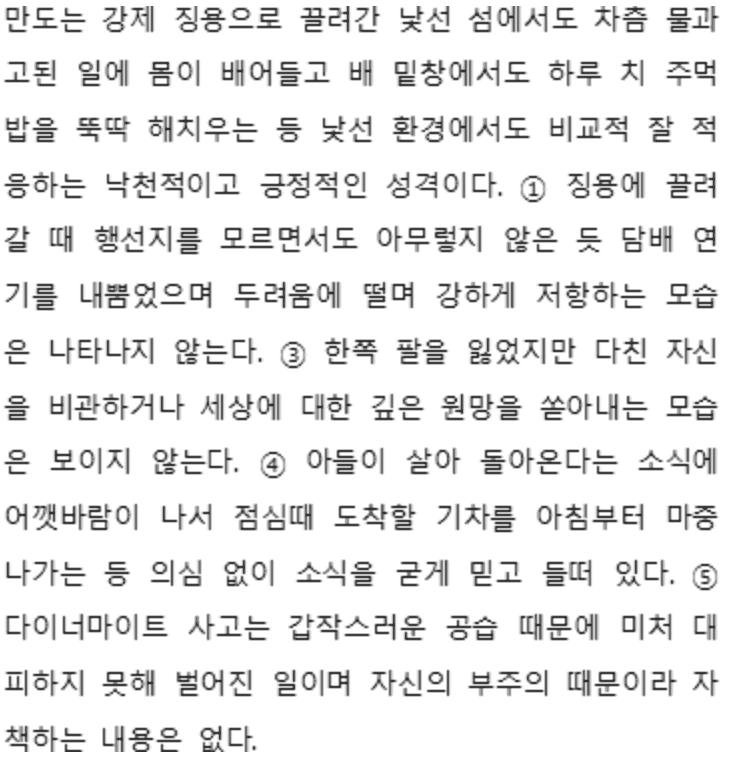 만도는 강제 징용으로 끌려간 낯선 섬에서도 차츰 물과
고된 일에 몸이 배어들고 배 밑창에서도 하루 치 주먹
밥을 뚝딱 해치우는 등 낯선 환경에서도 비교적 잘 적
응하는 낙천적이고 긍정적인 성격이다. ① 징용에 끌려
갈 때 행선지를 모르면서도 아무렇지 않은 듯 담배 연
기를 내뿜었으며 두려움에 떨며 강하게 저항하는 모습
은 나타나지 않는다. ③ 한쪽 팔을 잃었지만 다친 자신
을 비관하거나 세상에 대한 깊은 원망을 쏟아내는 모습
은 보이지 않는다. ④ 아들이 살아 돌아온다는 소식에
어깻바람이 나서 점심때 도착할 기차를 아침부터 마중
나가는 등 의심 없이 소식을 굳게 믿고 들떠 있다. ⑤
다이너마이트 사고는 갑작스러운 공습 때문에 미처 대
피하지 못해 벌어진 일이며 자신의 부주의 때문이라 자
책하는 내용은 없다.